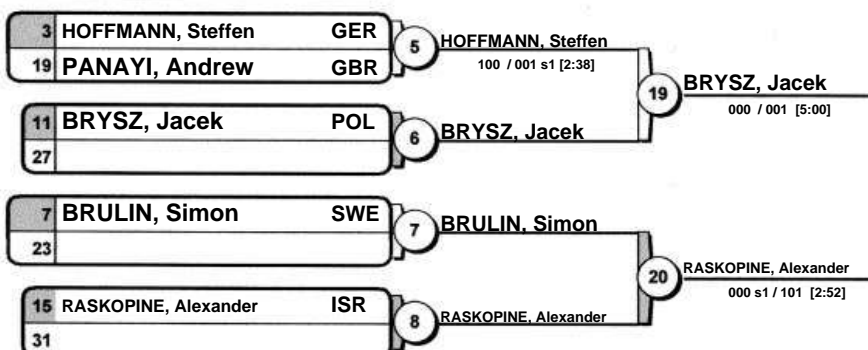 3 HOFFMANN, Steffen GER
19 PANAYI, Andrew GBR
5 HOFFMANN, Steffen
100 / 001 s1 [2:38]
11 BRYSZ, Jacek POL
27
6 BRYSZ, Jacek
19 BRYSZ, Jacek
000 / 001 [5:00]
7 BRULIN, Simon SWE
23
7 BRULIN, Simon
15 RASKOPINE, Alexander ISR
31
8 RASKOPINE, Alexander
20 RASKOPINE, Alexander
000 s1 / 101 [2:52]